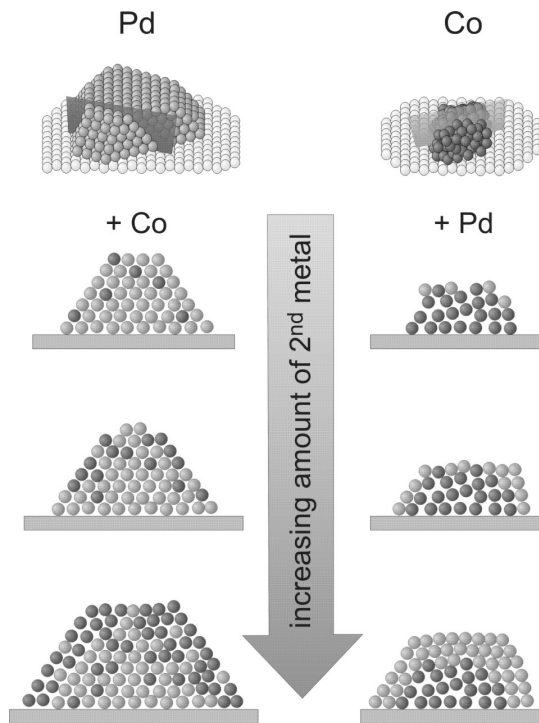 Pd
Co
+ Co
+ Pd
increasing amount of 2nd metal